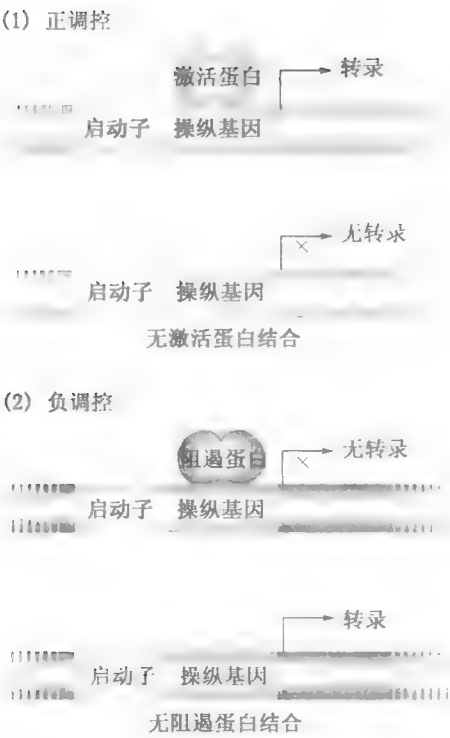 (1) 正调控
激活蛋白
转录
启动子 操纵基因
无转录
启动子 操纵基因
无激活蛋白结合
(2) 负调控
阻遏蛋白
无转录
启动子 操纵基因
转录
启动子 操纵基因
无阻遏蛋白结合